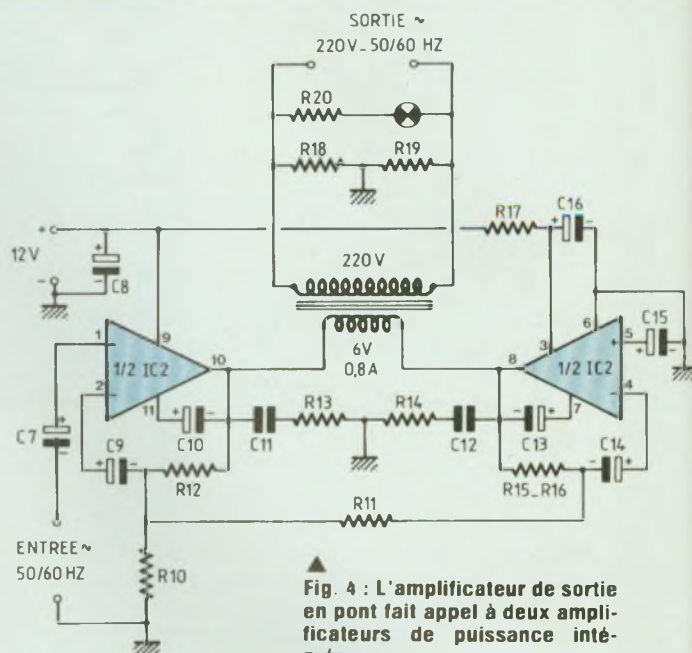 SORTIE ~
220V_50/60 HZ
R20
R18
R19
R17
C16
+
12V
-
C8
220V
6V
0,8A
1
2
9
10
11
1/2 IC2
3
6
8
5
4
7
1/2 IC2
C15
C7
C9
C10
C11
R13
R14
C12
C13
C14
R12
R15_R16
R11
ENTREE ~
50/60 HZ
R10
Fig. 4 : L'amplificateur de sortie
en pont fait appel à deux ampli-
ficateurs de puissance inté-